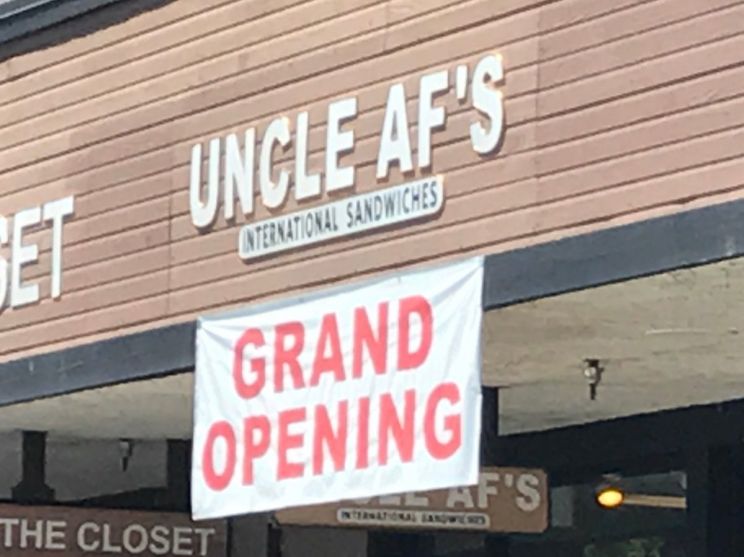 UNCLE AF'S
INTERNATIONAL SANDWICHES
SET
GRAND
OPENING
AF'S
INTERNATIONAL SANDWICHES
THE CLOSET